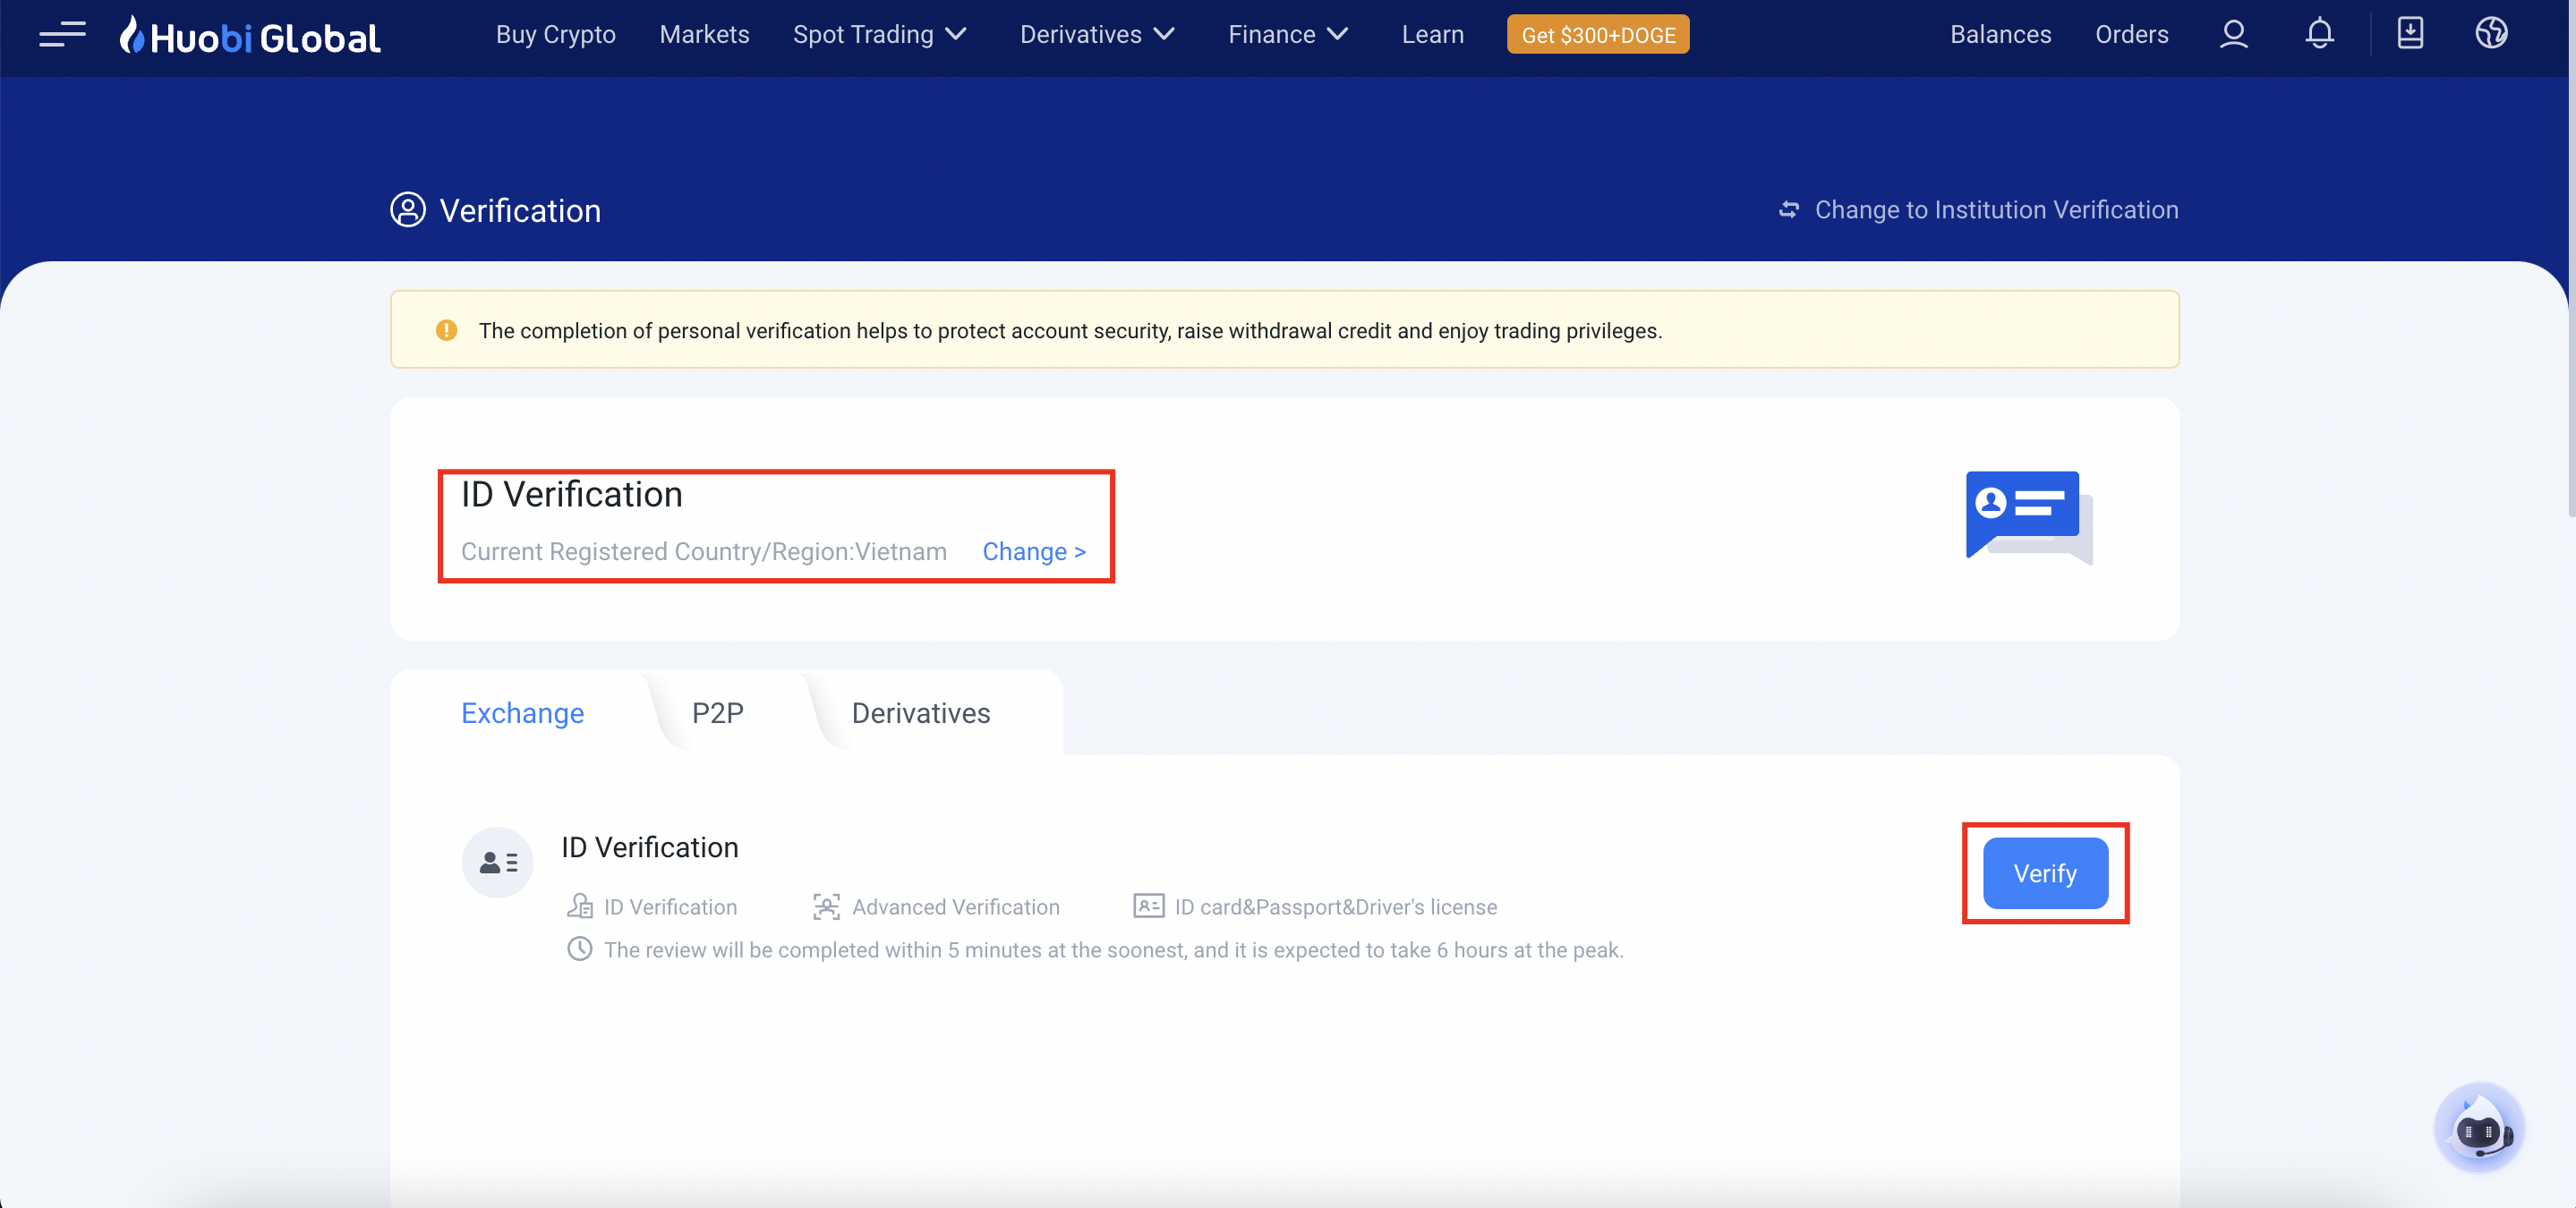 Huobi Global Buy Crypto Markets Spot Trading Derivatives Finance Learn Get $300+DOGE Balances Orders
Verification
Change to Institution Verification
The completion of personal verification helps to protect account security, raise withdrawal credit and enjoy trading privileges.
ID Verification
Current Registered Country/Region:Vietnam Change >
Exchange P2P Derivatives
ID Verification
Verify
ID Verification Advanced Verification ID card&Passport&Driver's license
The review will be completed within 5 minutes at the soonest, and it is expected to take 6 hours at the peak.